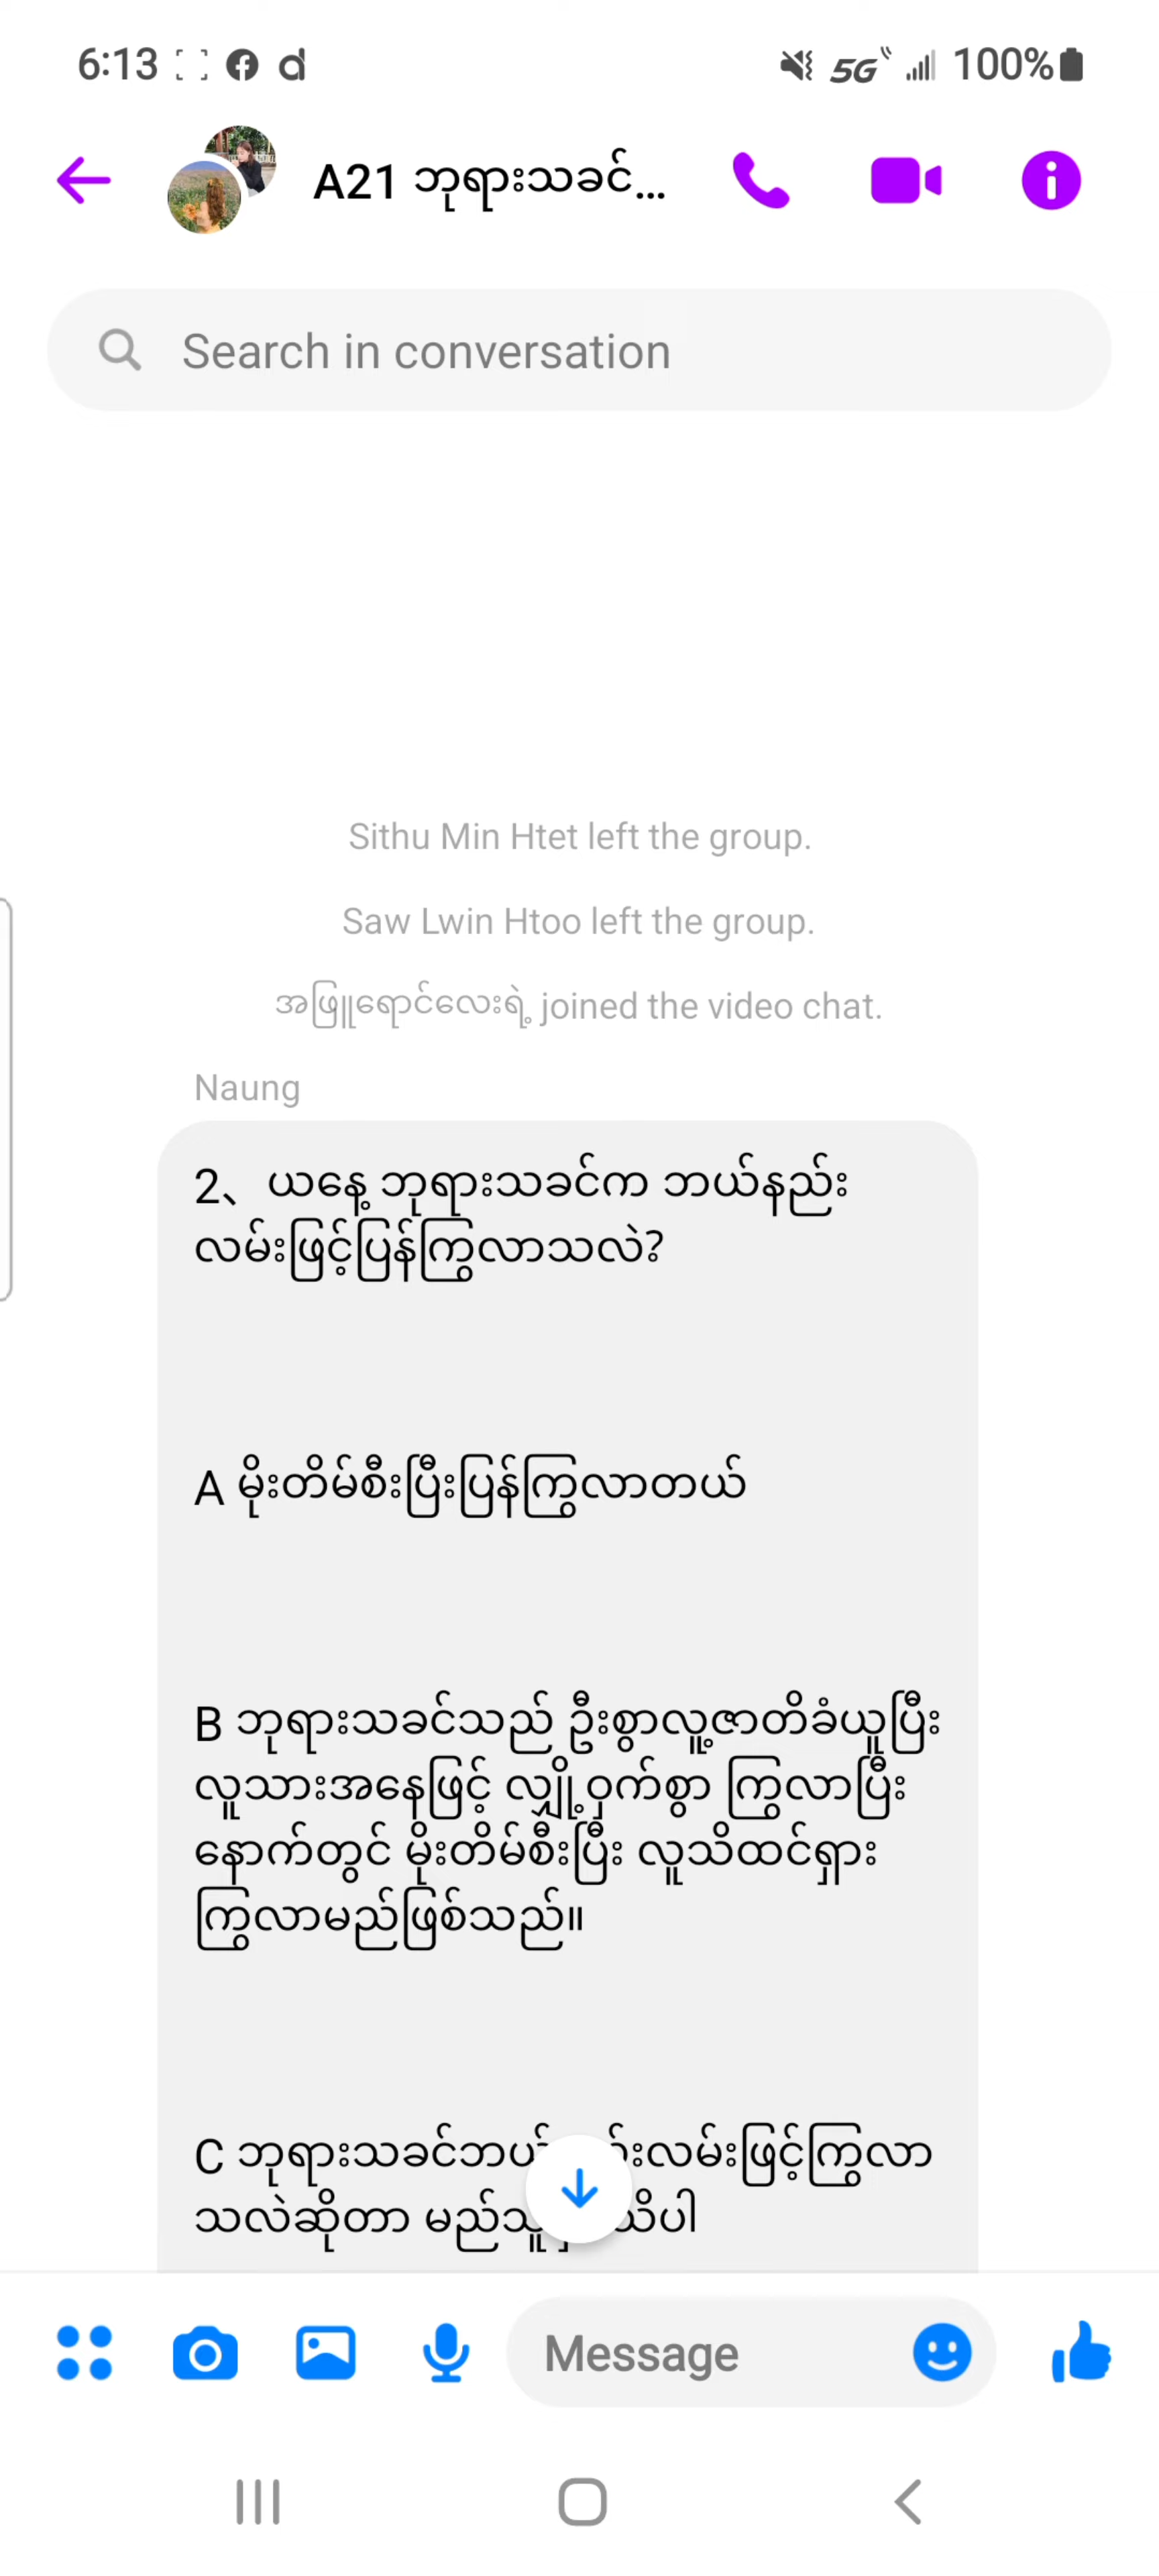 6:13
5G 100%
A21 ဘုရားသခင်...
Search in conversation
Sithu Min Htet left the group.
Saw Lwin Htoo left the group.
အဖြူရောင်လေးရဲ့ joined the video chat.
Naung
2、 ယနေ့ ဘုရားသခင်က ဘယ်နည်း
လမ်းဖြင့်ပြန်ကြွလာသလဲ?
A မိုးတိမ်စီးပြီးပြန်ကြွလာတယ်
B ဘုရားသခင်သည် ဦးစွာလူ့ဇာတိခံယူပြီး
လူသားအနေဖြင့် လျှို့ဝှက်စွာ ကြွလာပြီး
နောက်တွင် မိုးတိမ်စီးပြီး လူသိထင်ရှား
ကြွလာမည်ဖြစ်သည်။
C ဘုရားသခင်ဘယ် လမ်းဖြင့်ကြွလာ
သလဲဆိုတာ သိပါ
Message